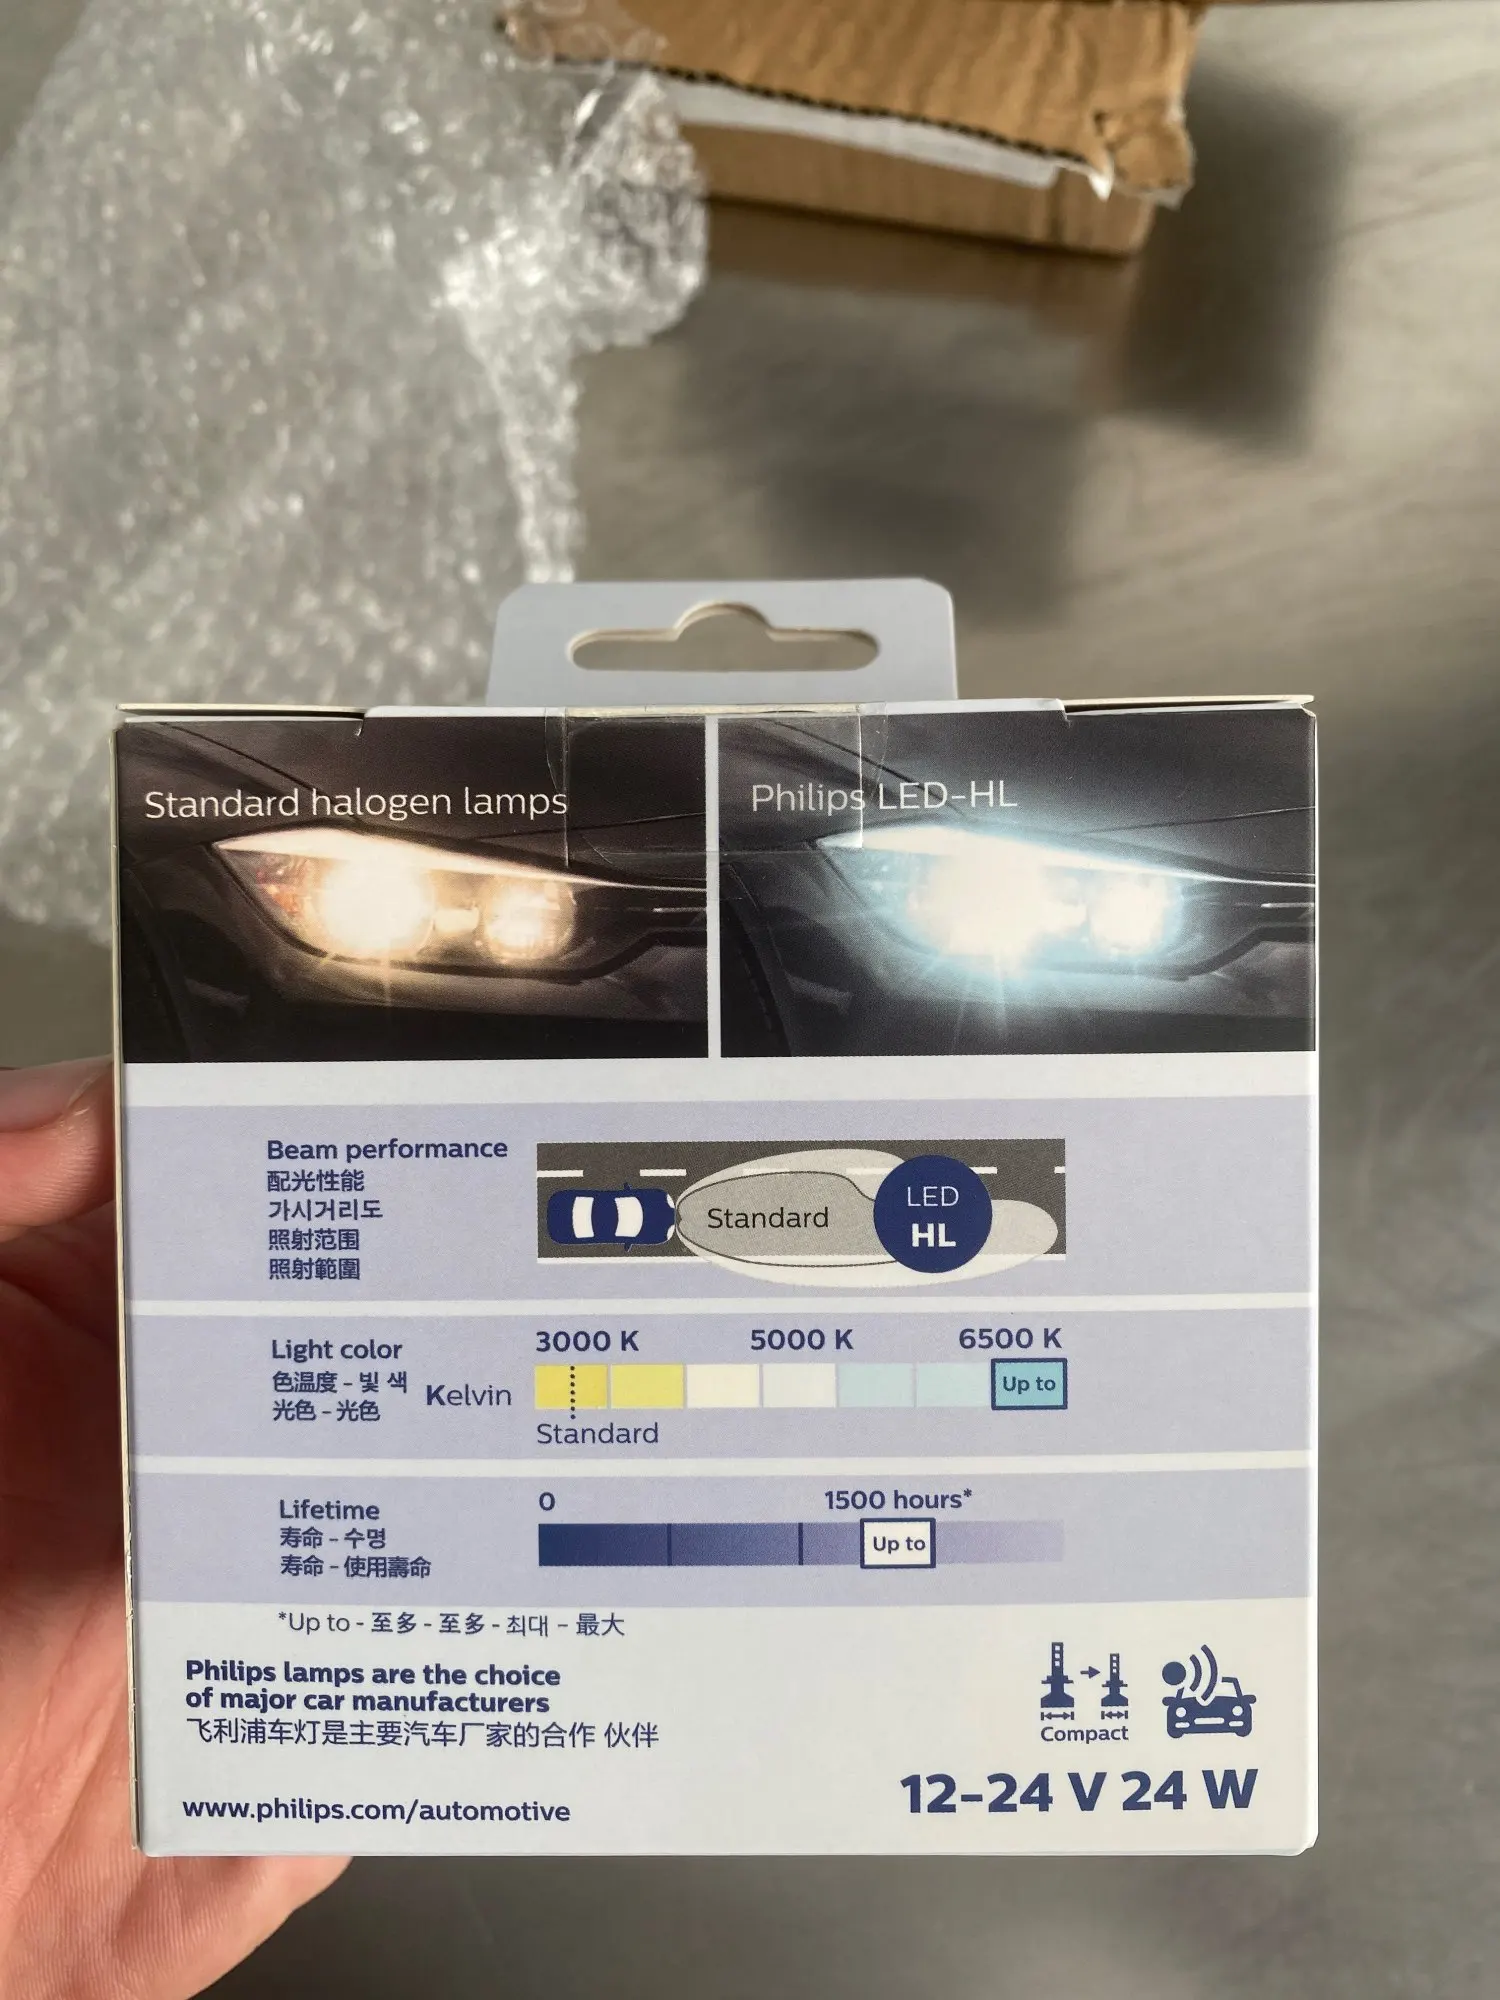 Standard halogen lamps
Philips LED-HL
Beam performance
配光性能
가시거리도
照射范围
照射範圍
Standard
LED
HL
Light color
色温度 - 빛 색
光色 - 光色
Kelvin
3000 K 5000 K 6500 K
Up to
Standard
Lifetime
寿命 - 수명
寿命 - 使用壽命
0 1500 hours*
Up to
*Up to - 至多 - 至多 - 최대 - 最大
Philips lamps are the choice
of major car manufacturers
飞利浦车灯是主要汽车厂家的合作 伙伴
www.philips.com/automotive
Compact
12-24 V 24 W